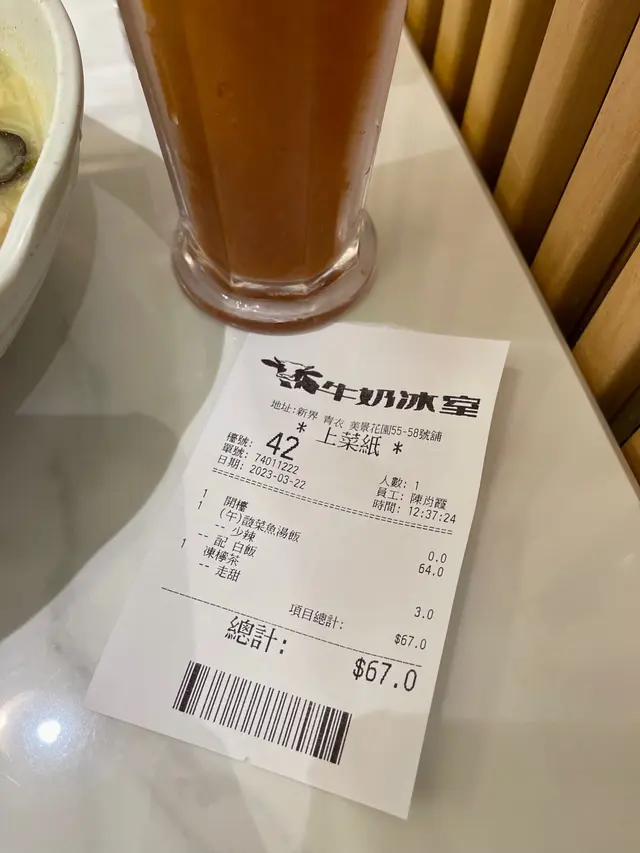 牛奶冰室
地址:新界 青衣 美景花園55-58號舖
* 上菜紙 *
檯號: 42 人數: 1
單號: 74011222 員工: 陳均霞
日期: 2023-03-22 時間: 12:37:24
1 開檯 0.0
1 (午)酸菜魚湯飯 64.0
-- 少辣
-- 配 白飯
1 凍檸茶 3.0
-- 走甜
項目總計: $67.0
總計: $67.0